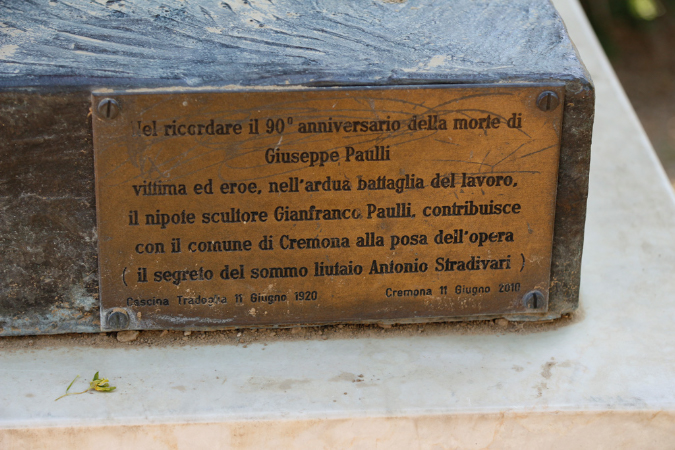 Nel ricordare il 90° anniversario della morte di
Giuseppe Paulli
vittima ed eroe, nell'ardua battaglia del lavoro,
il nipote scultore Gianfranco Paulli, contribuisce
con il comune di Cremona alla posa dell'opera
( il segreto del sommo liutaio Antonio Stradivari )
Cascina 11 Giugno 1920 Cremona 11 Giugno 2010